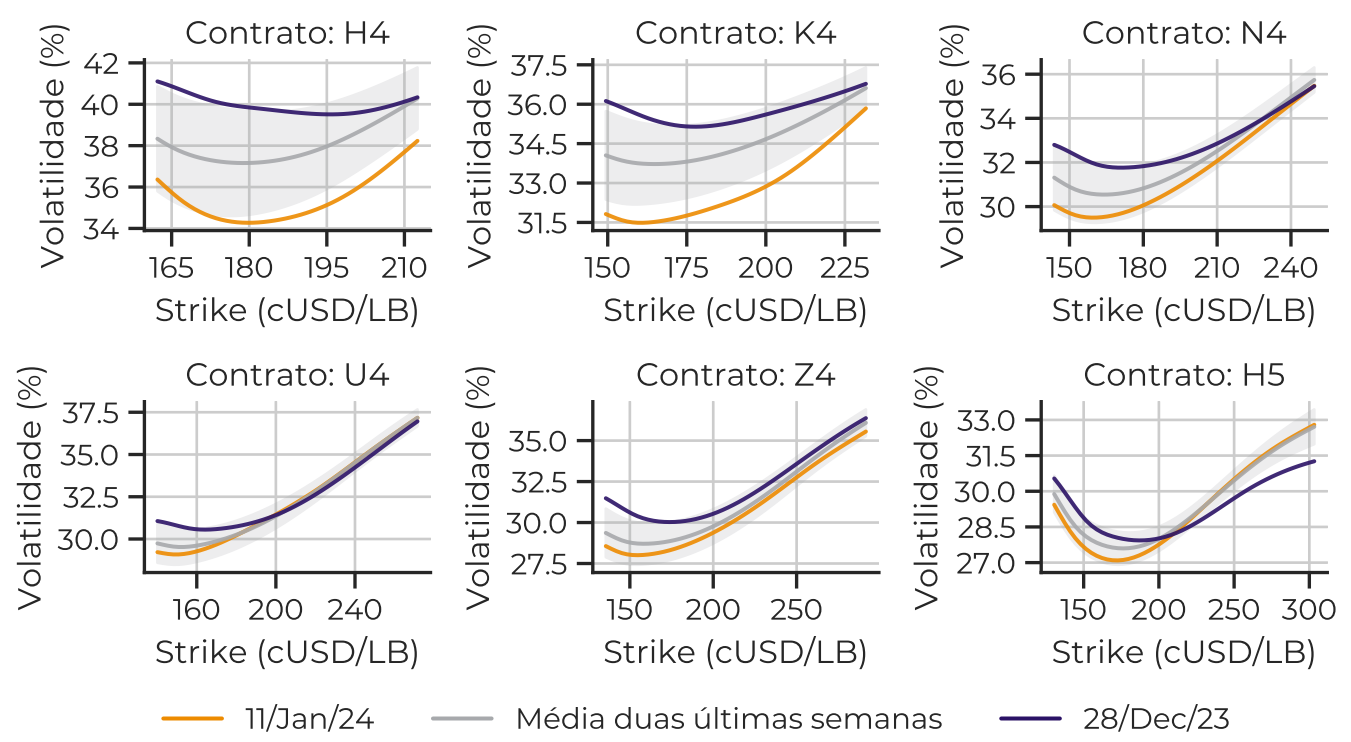 Contrato: H4
Volatilidade (%)
42
40
38
36
34
165 180 195 210
Strike (cUSD/LB)
Contrato: K4
Volatilidade (%)
37.5
36.0
34.5
33.0
31.5
150 175 200 225
Strike (cUSD/LB)
Contrato: N4
Volatilidade (%)
36
34
32
30
150 180 210 240
Strike (cUSD/LB)
Contrato: U4
Volatilidade (%)
37.5
35.0
32.5
30.0
160 200 240
Strike (cUSD/LB)
Contrato: Z4
Volatilidade (%)
35.0
32.5
30.0
27.5
150 200 250
Strike (cUSD/LB)
Contrato: H5
Volatilidade (%)
33.0
31.5
30.0
28.5
27.0
150 200 250 300
Strike (cUSD/LB)
11/Jan/24 Média duas últimas semanas 28/Dec/23